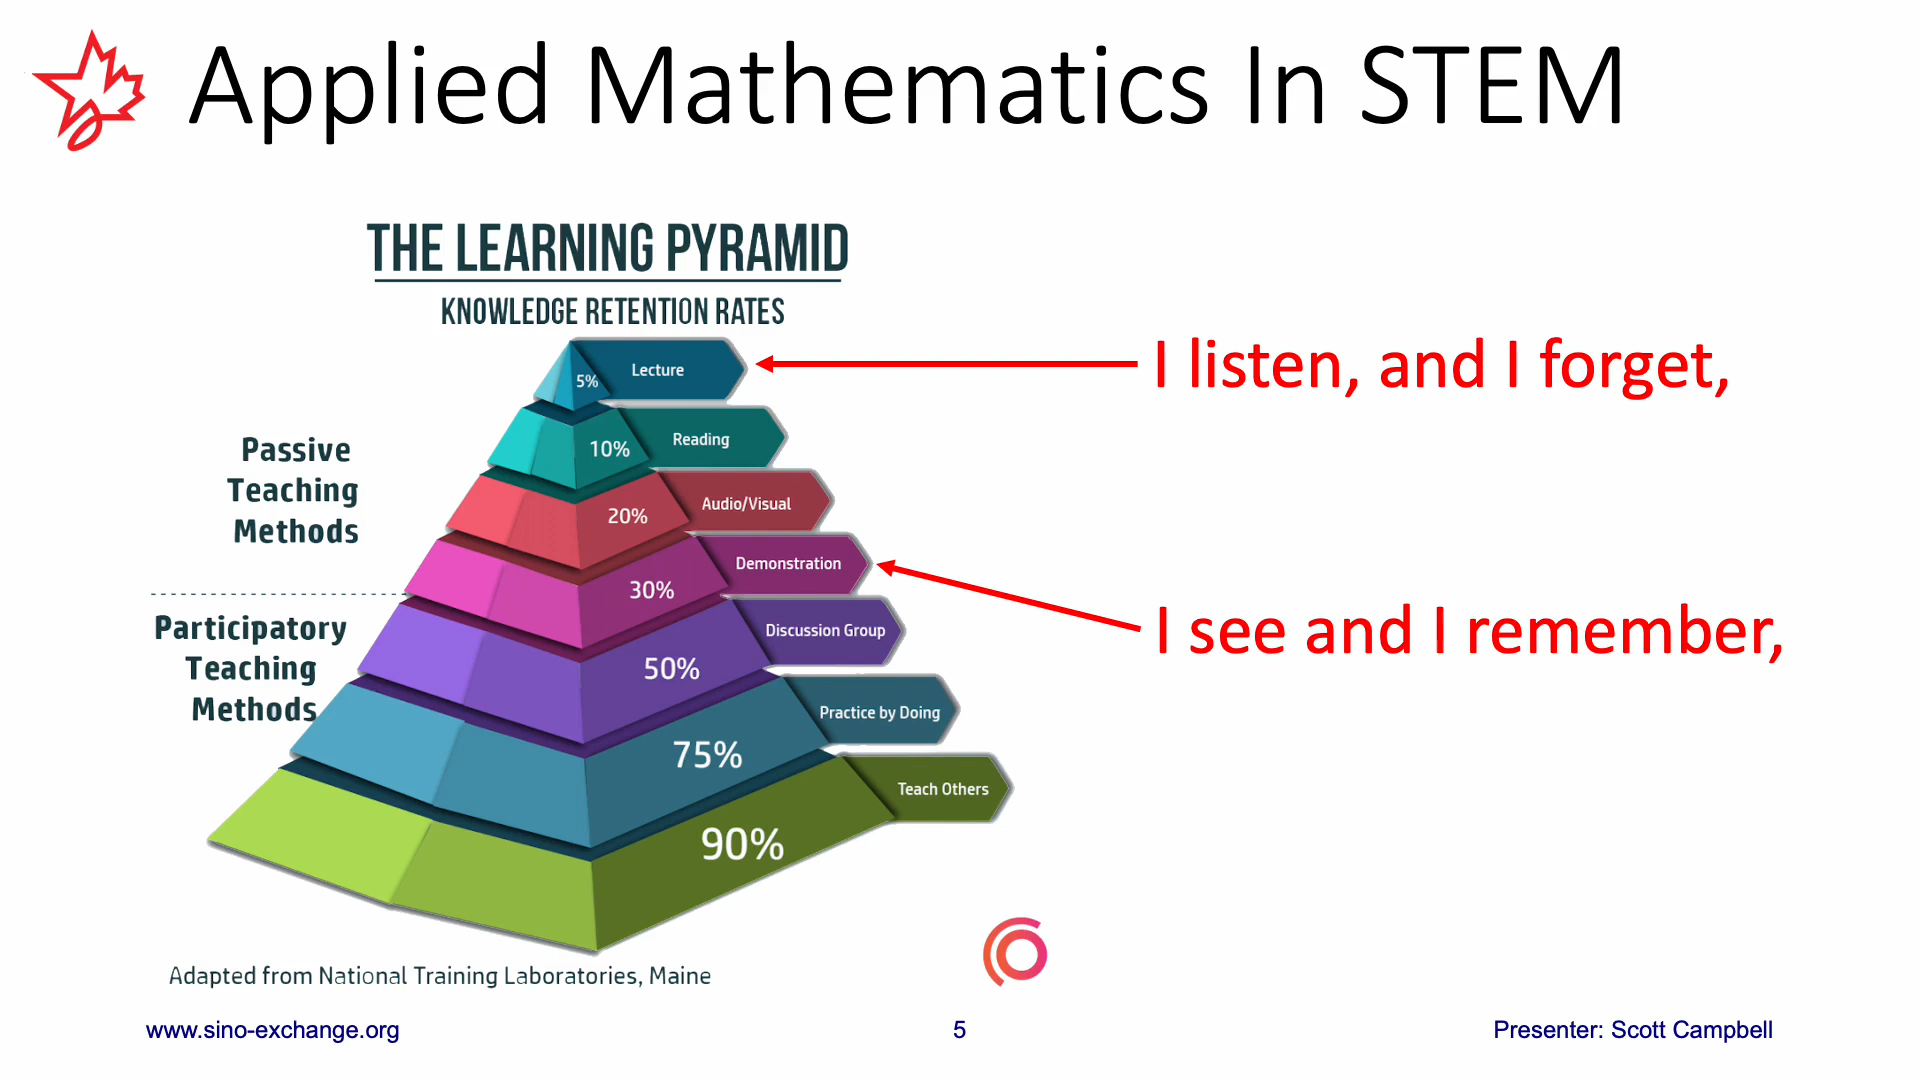 Applied Mathematics In STEM
THE LEARNING PYRAMID
KNOWLEDGE RETENTION RATES
5%
Lecture
I listen, and I forget,
10%
Reading
Passive
Teaching
Methods
20%
Audio/Visual
30%
Demonstration
I see and I remember,
Participatory
Teaching
Methods
50%
Discussion Group
75%
Practice by Doing
90%
Teach Others
Adapted from National Training Laboratories, Maine
www.sino-exchange.org
5
Presenter: Scott Campbell